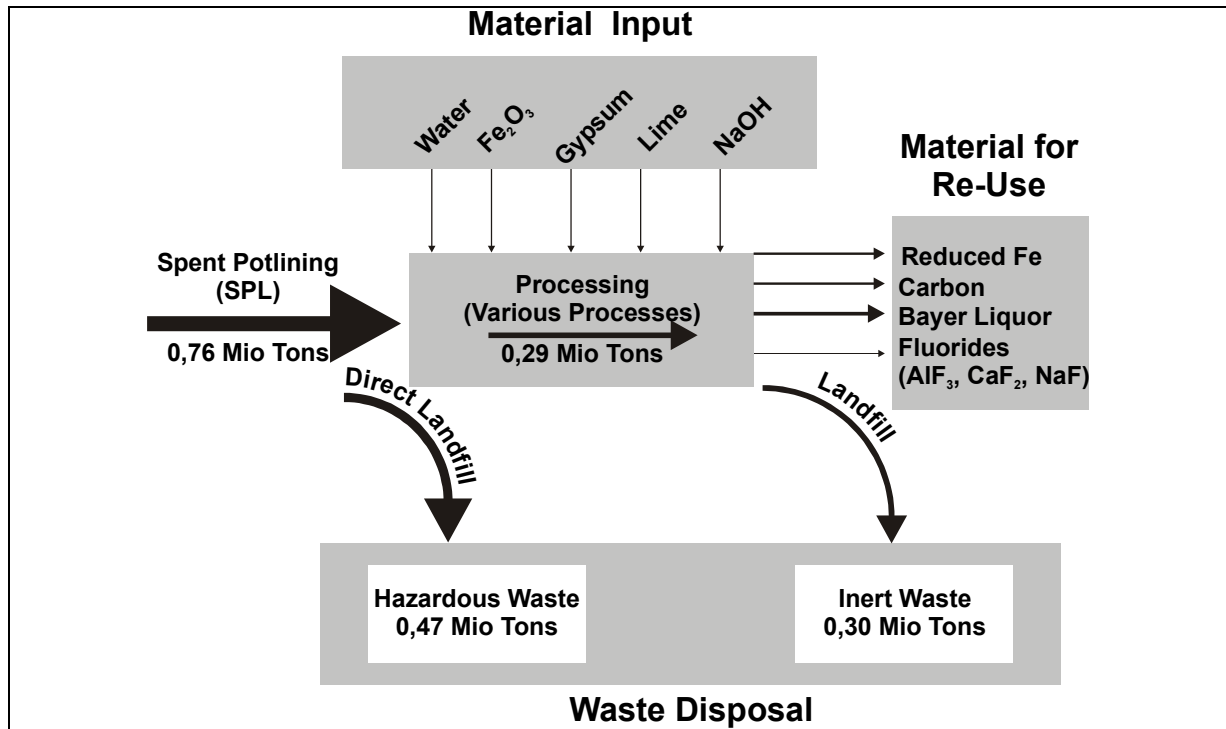 Material Input
Water
Fe₂O₃
Gypsum
Lime
NaOH
Material for
Re-Use
Spent Potlining
(SPL)
0,76 Mio Tons
Processing
(Various Processes)
0,29 Mio Tons
Reduced Fe
Carbon
Bayer Liquor
Fluorides
(AlF₃, CaF₂, NaF)
Direct Landfill
Landfill
Hazardous Waste
0,47 Mio Tons
Inert Waste
0,30 Mio Tons
Waste Disposal